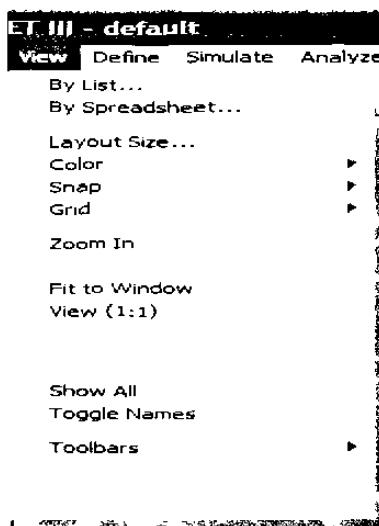 ET III - default
View Define Simulate Analyze
By List...
By Spreadsheet...
Layout Size...
Color
Snap
Grid
Zoom In
Fit to Window
View (1:1)
Show All
Toggle Names
Toolbars